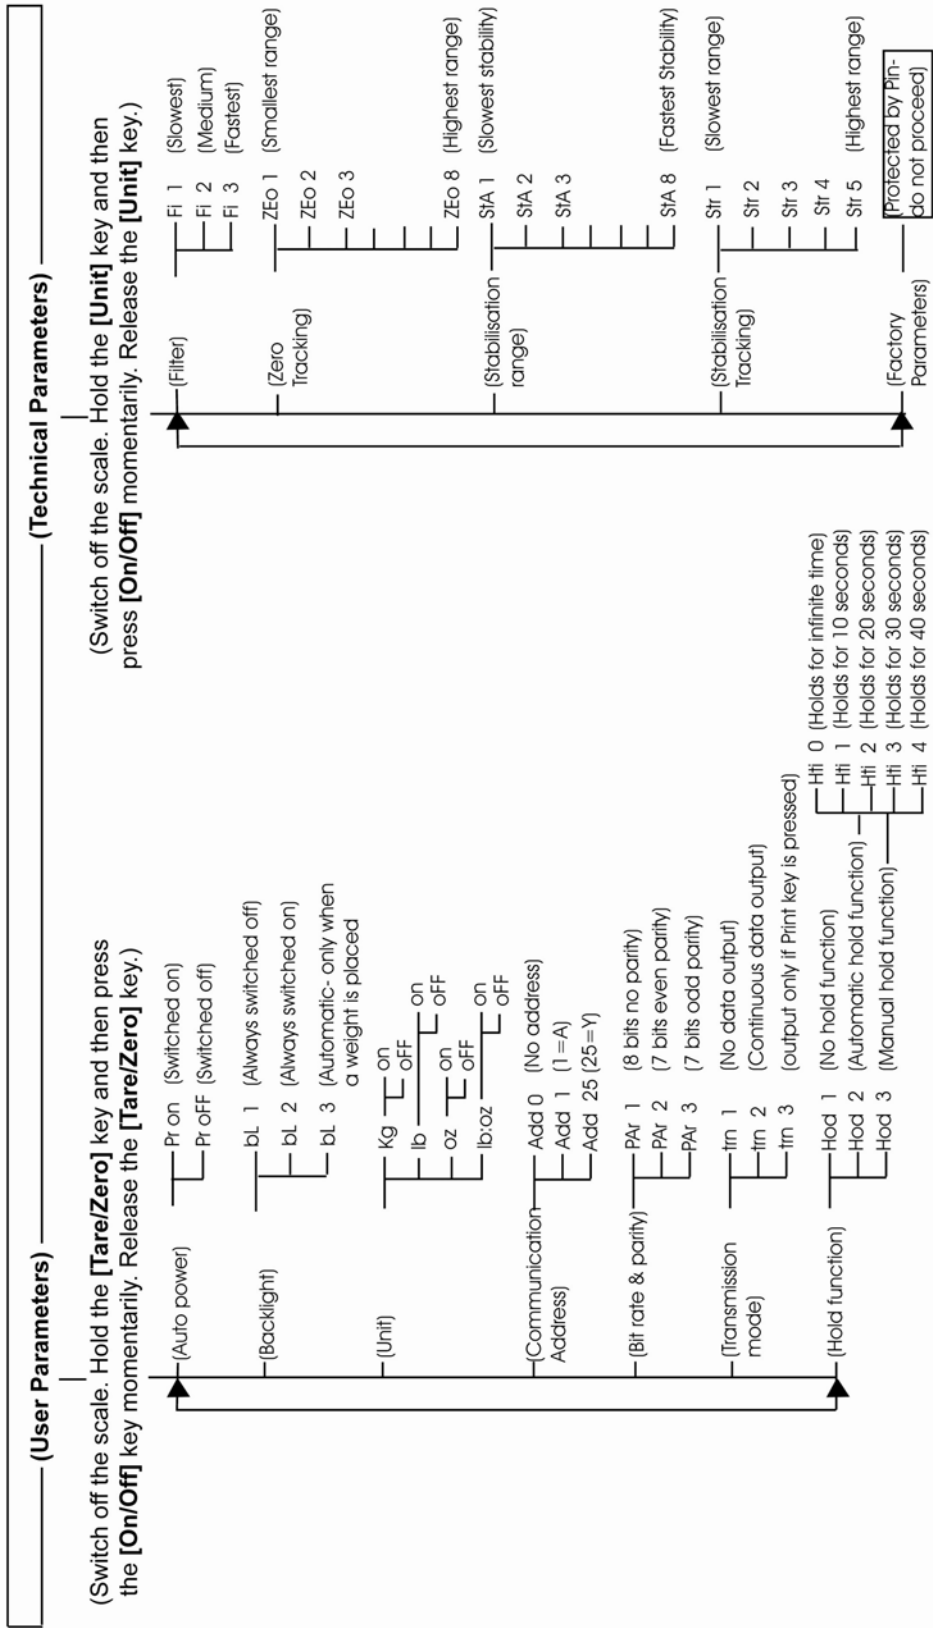 (User Parameters)
(Switch off the scale. Hold the [Tare/Zero] key and then press
the [On/Off] key momentarily. Release the [Tare/Zero] key.)
(Auto power)
Pr on (Switched on)
Pr oFF (Switched off)
(Backlight)
bL 1 (Always switched off)
bL 2 (Always switched on)
bL 3 (Automatic- only when
a weight is placed
(Unit)
Kg on
oFF
lb on
oFF
oz on
oFF
lb:oz on
oFF
(Communication
Address)
Add 0 (No address)
Add 1 (1=A)
Add 25 (25=Y)
(Bit rate & parity)
PAr 1 (8 bits no parity)
PAr 2 (7 bits even parity)
PAr 3 (7 bits odd parity)
(Transmission
mode)
trn 1 (No data output)
trn 2 (Continuous data output)
trn 3 (output only if Print key is pressed)
(Hold function)
Hod 1 (No hold function)
Hod 2 (Automatic hold function)
Hod 3 (Manual hold function)
Hti 0 (Holds for infinite time)
Hti 1 (Holds for 10 seconds)
Hti 2 (Holds for 20 seconds)
Hti 3 (Holds for 30 seconds)
Hti 4 (Holds for 40 seconds)
(Technical Parameters)
(Switch off the scale. Hold the [Unit] key and then
press [On/Off] momentarily. Release the [Unit] key.)
(Filter)
Fi 1 (Slowest)
Fi 2 (Medium)
Fi 3 (Fastest)
(Zero
Tracking)
ZEo 1 (Smallest range)
ZEo 2
ZEo 3
ZEo 8 (Highest range)
(Stabilisation
range)
StA 1 (Slowest stability)
StA 2
StA 3
StA 8 (Fastest Stability)
(Stabilisation
Tracking)
Str 1 (Slowest range)
Str 2
Str 3
Str 4
Str 5 (Highest range)
(Factory
Parameters)
(Protected by Pin-
do not proceed)